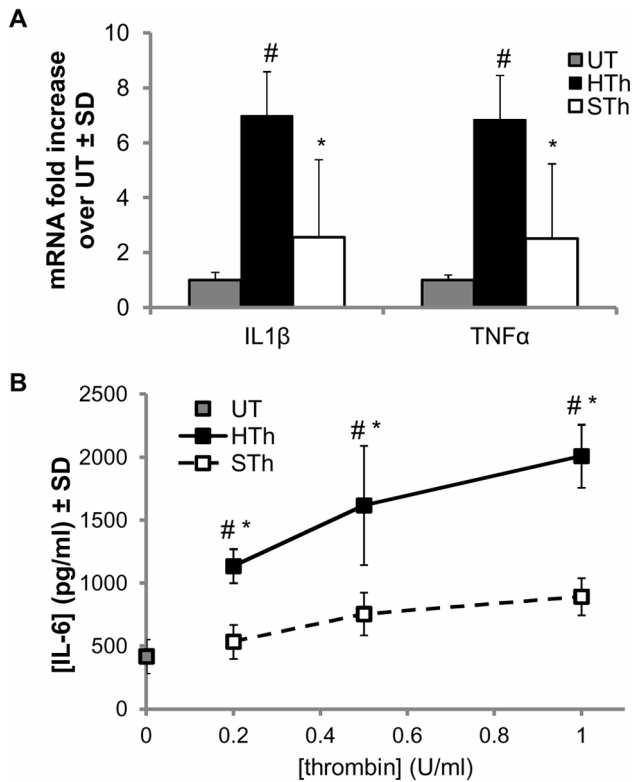 A
mRNA fold increase
over UT ± SD
10
8
6
4
2
0
#
*
#
*
UT
HTh
STh
IL1β
TNFα
B
[IL-6] (pg/ml) ± SD
2500
2000
1500
1000
500
0
UT
HTh
STh
# *
# *
# *
0
0.2
0.4
0.6
0.8
1
[thrombin] (U/ml)